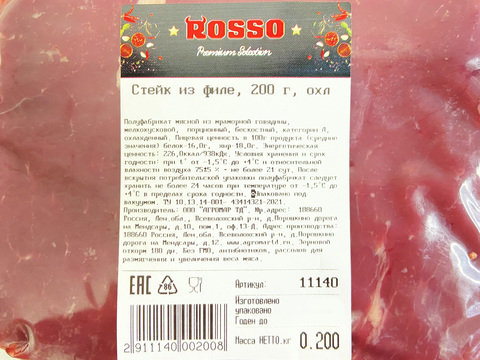 ROSSO
Premium Selection
Стейк из филе, 200 г, охл
Полуфабрикат мясной из мраморной говядины,
мелкокусковой, порционный, бескостный, категории А,
охлажденный. Пищевая ценность в 100г продукта (средние
значения) белок-16,0г, жир-18,0г, Энергетическая
ценность: 226,0ккал/938кДж, Условия хранения и срок
годности: при t° от -1,5°С до +4°С и относительной
влажности воздуха 75±5 % - не более 21 сут, После
вскрытия потребительской упаковки полуфабрикат следует
хранить не более 24 часов при температуре от -1,5°С до
+4°С в пределах срока годности, Упаковано под
вакуумом, ТУ 10.13.14-001- 43414321-2021.
Производитель: ООО "АГРОМАР ТД", Юр.адрес: 188660
Россия, Лен,обл., Всеволожский р-н, д.Порошкино дорога
на Мендсары, д.10, пом.1, оф.13-Д. Адрес производства:
188660 Россия, Лен,обл, Всеволожский р-н, д.Порошкино
дорога на Мендсары, д.12, www.agromartd.ru, Зерновой
откорм 180 дн, Без ГМО, антибиотиков, рассолов для
размягчения и увеличения веса мяса.
EAC 86
Артикул: 11140
Изготовлено
упаковано
Годен до
Масса НЕТТО.кг 0.200
2 911140 002008